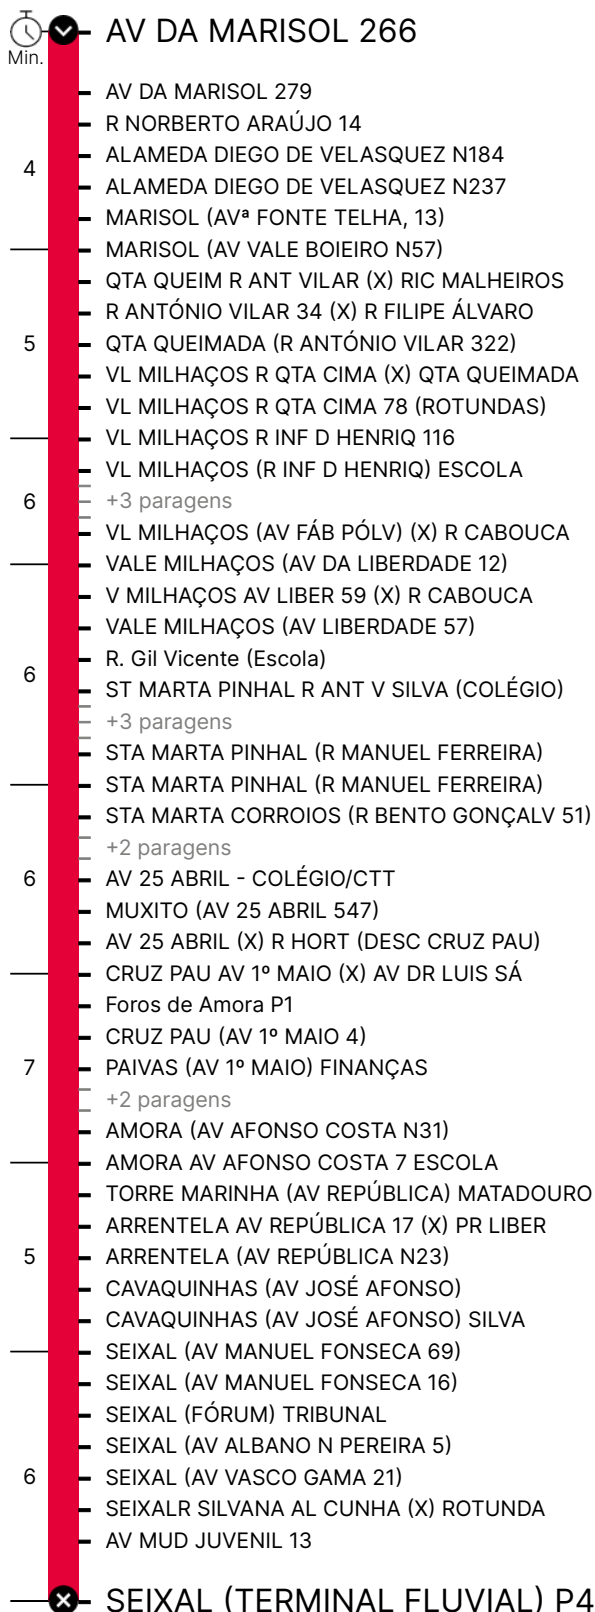 AV DA MARISOL 266
Min.
AV DA MARISOL 279
R NORBERTO ARAÚJO 14
ALAMEDA DIEGO DE VELASQUEZ N184
4
ALAMEDA DIEGO DE VELASQUEZ N237
MARISOL (AVª FONTE TELHA, 13)
MARISOL (AV VALE BOIEIRO N57)
QTA QUEIM R ANT VILAR (X) RIC MALHEIROS
R ANTÓNIO VILAR 34 (X) R FILIPE ÁLVARO
5
QTA QUEIMADA (R ANTÓNIO VILAR 322)
VL MILHAÇOS R QTA CIMA (X) QTA QUEIMADA
VL MILHAÇOS R QTA CIMA 78 (ROTUNDAS)
VL MILHAÇOS R INF D HENRIQ 116
VL MILHAÇOS (R INF D HENRIQ) ESCOLA
6
+3 paragens
VL MILHAÇOS (AV FÁB PÓLV) (X) R CABOUCA
VALE MILHAÇOS (AV DA LIBERDADE 12)
V MILHAÇOS AV LIBER 59 (X) R CABOUCA
VALE MILHAÇOS (AV LIBERDADE 57)
R. Gil Vicente (Escola)
6
ST MARTA PINHAL R ANT V SILVA (COLÉGIO)
+3 paragens
STA MARTA PINHAL (R MANUEL FERREIRA)
STA MARTA PINHAL (R MANUEL FERREIRA)
STA MARTA CORROIOS (R BENTO GONÇALV 51)
+2 paragens
6
AV 25 ABRIL - COLÉGIO/CTT
MUXITO (AV 25 ABRIL 547)
AV 25 ABRIL (X) R HORT (DESC CRUZ PAU)
CRUZ PAU AV 1º MAIO (X) AV DR LUIS SÁ
Foros de Amora P1
CRUZ PAU (AV 1º MAIO 4)
7
PAIVAS (AV 1º MAIO) FINANÇAS
+2 paragens
AMORA (AV AFONSO COSTA N31)
AMORA AV AFONSO COSTA 7 ESCOLA
TORRE MARINHA (AV REPÚBLICA) MATADOURO
ARRENTELA AV REPÚBLICA 17 (X) PR LIBER
5
ARRENTELA (AV REPÚBLICA N23)
CAVAQUINHAS (AV JOSÉ AFONSO)
CAVAQUINHAS (AV JOSÉ AFONSO) SILVA
SEIXAL (AV MANUEL FONSECA 69)
SEIXAL (AV MANUEL FONSECA 16)
SEIXAL (FÓRUM) TRIBUNAL
SEIXAL (AV ALBANO N PEREIRA 5)
6
SEIXAL (AV VASCO GAMA 21)
SEIXALR SILVANA AL CUNHA (X) ROTUNDA
AV MUD JUVENIL 13
SEIXAL (TERMINAL FLUVIAL) P4